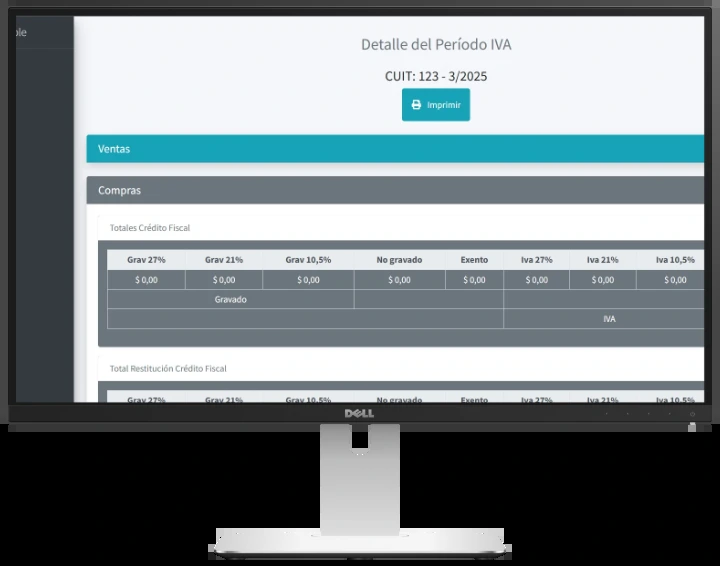 Detalle del Período IVA
CUIT: 123 - 3/2025
Imprimir
Ventas
Compras
Totales Crédito Fiscal
Grav 27% Grav 21% Grav 10,5% No gravado Exento Iva 27% Iva 21% Iva 10,5%
$ 0,00 $ 0,00 $ 0,00 $ 0,00 $ 0,00 $ 0,00 $ 0,00 $ 0,00
Gravado
IVA
Total Restitución Crédito Fiscal
Grav 27% Grav 21% Grav 10,5% No gravado Exento Iva 27% Iva 21% Iva 10,5%
DELL